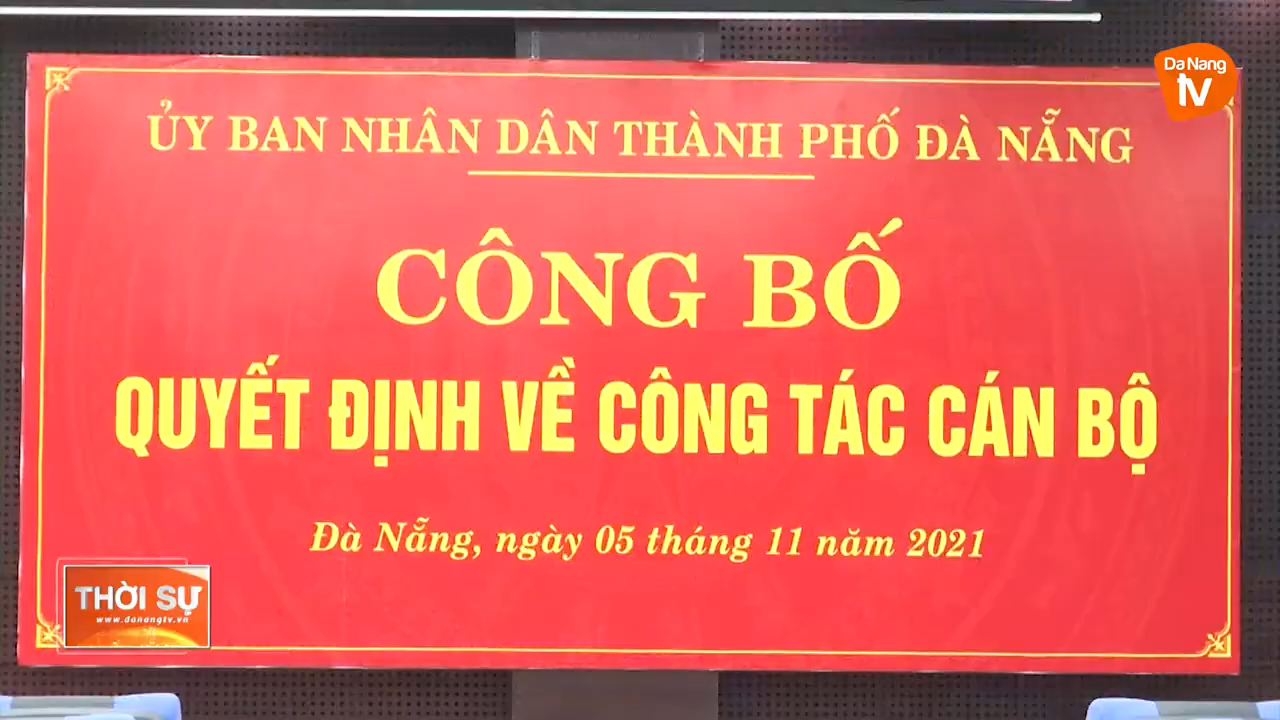 Da Nang
tv
ỦY BAN NHÂN DÂN THÀNH PHỐ ĐÀ NẴNG
CÔNG BỐ
QUYẾT ĐỊNH VỀ CÔNG TÁC CÁN BỘ
Đà Nẵng, ngày 05 tháng 11 năm 2021
THỜI SỰ
www.danangtv.vn